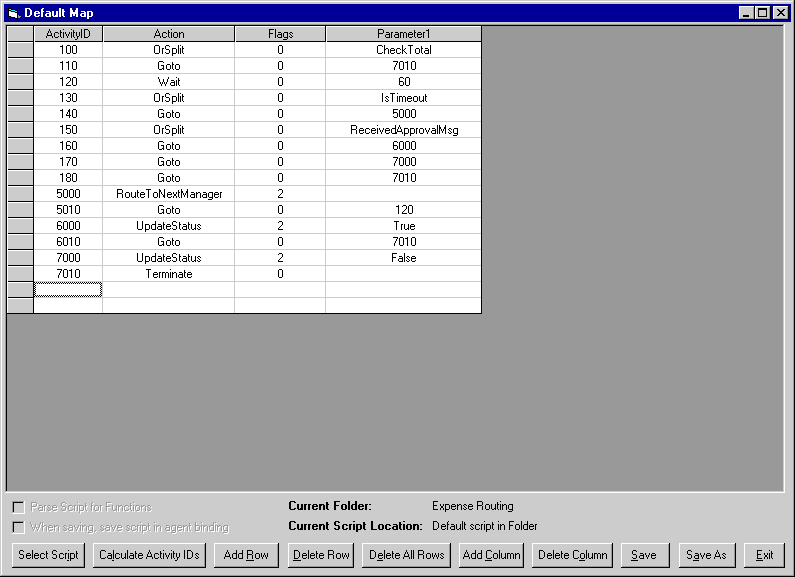 Default Map
ActivityID Action Flags Parameter1
100 OrSplit 0 CheckTotal
110 Goto 0 7010
120 Wait 0 60
130 OrSplit 0 IsTimeout
140 Goto 0 5000
150 OrSplit 0 ReceivedApprovalMsg
160 Goto 0 6000
170 Goto 0 7000
180 Goto 0 7010
5000 RouteToNextManager 2
5010 Goto 0 120
6000 UpdateStatus 2 True
6010 Goto 0 7010
7000 UpdateStatus 2 False
7010 Terminate 0
Parse Script for Functions Current Folder: Expense Routing
When saving, save script in agent binding Current Script Location: Default script in Folder
Select Script Calculate Activity IDs Add Row Delete Row Delete All Rows Add Column Delete Column Save Save As Exit